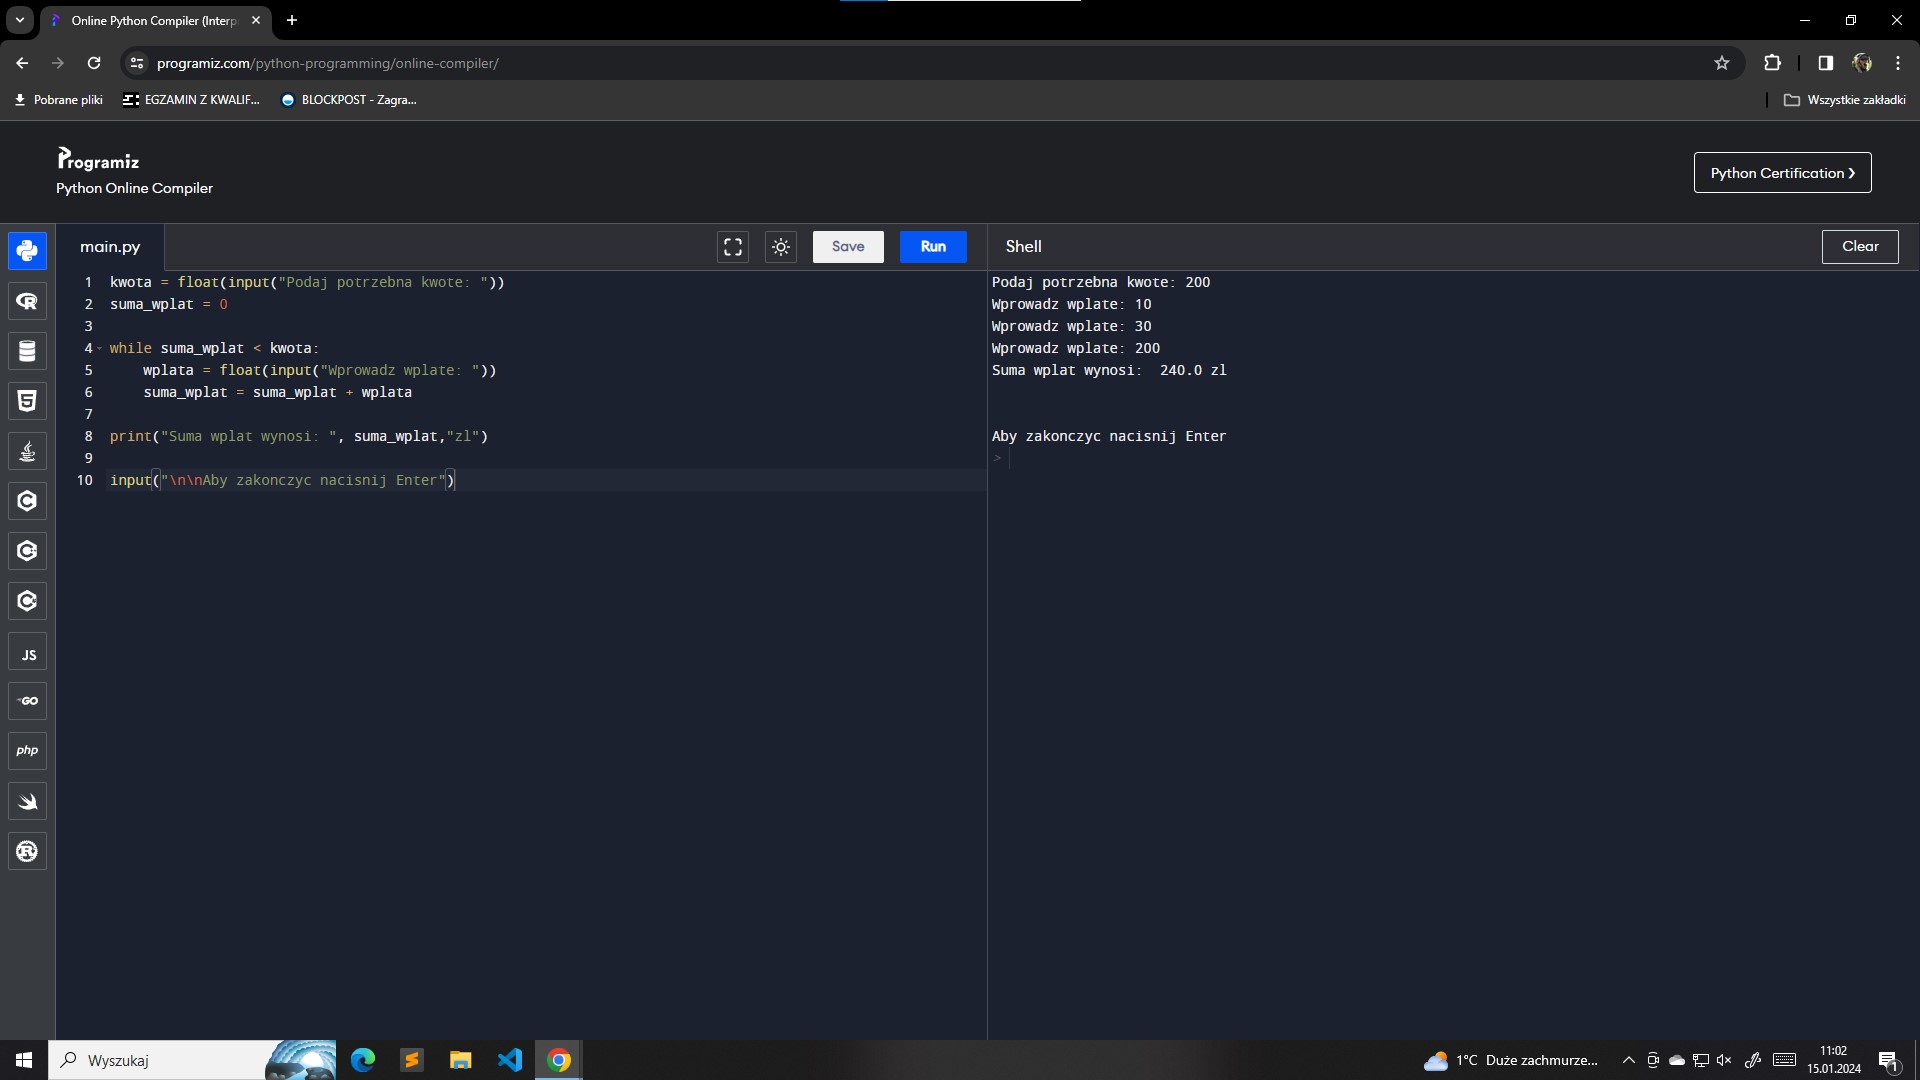 Online Python Compiler (Interp
programiz.com/python-programming/online-compiler/
Pobrane pliki
EGZAMIN Z KWALIF...
BLOCKPOST - Zagra...
Wszystkie zakładki
Programiz
Python Online Compiler
Python Certification ❯
main.py
Save
Run
Shell
Clear
1 kwota = float(input("Podaj potrzebna kwote: "))
2 suma_wplat = 0
3
4 while suma_wplat < kwota:
5     wplata = float(input("Wprowadz wplate: "))
6     suma_wplat = suma_wplat + wplata
7
8 print("Suma wplat wynosi: ", suma_wplat,"zl")
9
10 input("\n\nAby zakonczyc nacisnij Enter")
Podaj potrzebna kwote: 200
Wprowadz wplate: 10
Wprowadz wplate: 30
Wprowadz wplate: 200
Suma wplat wynosi:  240.0 zl
Aby zakonczyc nacisnij Enter
>
R
5
C
C
C
JS
GO
php
R
Wyszukaj
1°C Duże zachmurze...
11:02
15.01.2024
1